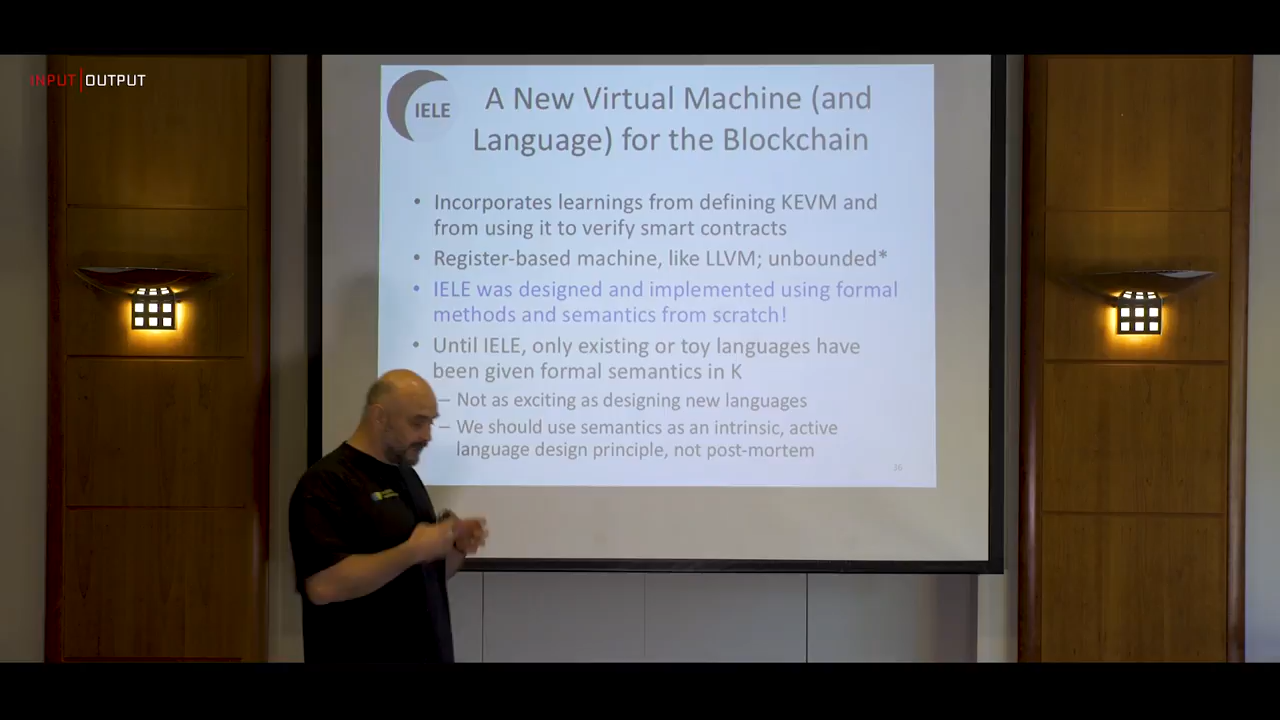 INPUT|OUTPUT
IELE
A New Virtual Machine (and
Language) for the Blockchain
• Incorporates learnings from defining KEVM and
from using it to verify smart contracts
• Register-based machine, like LLVM; unbounded*
• IELE was designed and implemented using formal
methods and semantics from scratch!
• Until IELE, only existing or toy languages have
been given formal semantics in K
– Not as exciting as designing new languages
– We should use semantics as an intrinsic, active
language design principle, not post-mortem
36